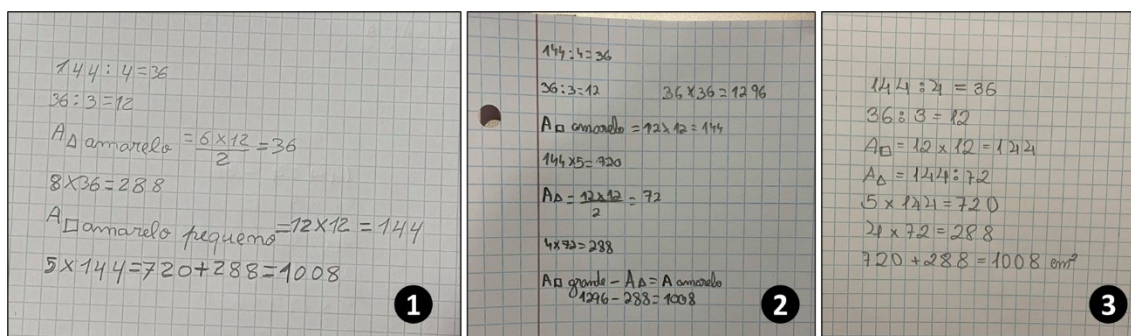 144 : 4 = 36
36 : 3 = 12
A△ amarelo = 6 x 12 / 2 = 36
8 x 36 = 288
A□ amarelo pequeno = 12 x 12 = 144
5 x 144 = 720 + 288 = 1008
1
144 : 4 = 36
36 : 3 = 12 36 x 36 = 1296
A□ amarelo = 12 x 12 = 144
144 x 5 = 720
A△ = 12 x 12 / 2 = 72
4 x 72 = 288
A□ grande - A△ = A amarelo
1296 - 288 = 1008
2
144 : 4 = 36
36 : 3 = 12
A□ = 12 x 12 = 144
A△ = 144 : 72
5 x 144 = 720
4 x 72 = 288
720 + 288 = 1008 cm²
3